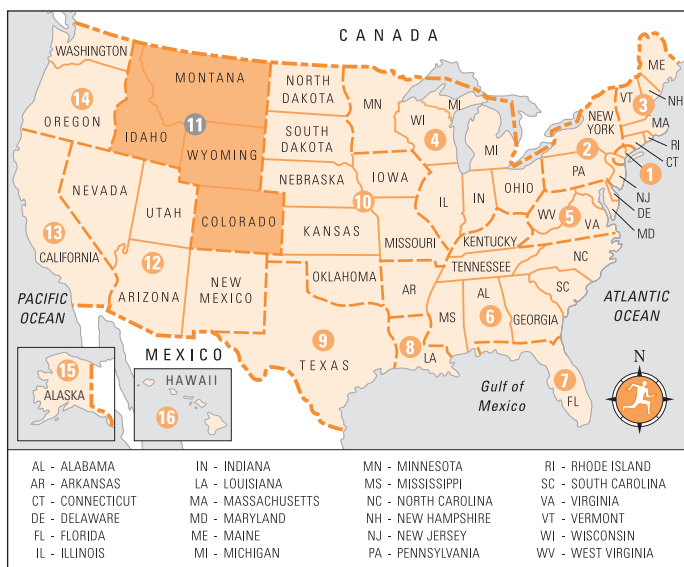 CANADA
WASHINGTON
MONTANA
NORTH
DAKOTA
MN
ME
VT
3
NH
14
OREGON
IDAHO
11
WYOMING
SOUTH
DAKOTA
WI
4
MI
MI
NEW
YORK
MA
2
RI
CT
1
NEVADA
UTAH
COLORADO
NEBRASKA
IOWA
10
IL
IN
OHIO
PA
NJ
DE
MD
WV
5
VA
KANSAS
MISSOURI
KENTUCKY
13
CALIFORNIA
12
ARIZONA
NEW
MEXICO
OKLAHOMA
AR
TENNESSEE
NC
SC
PACIFIC
OCEAN
ATLANTIC
OCEAN
9
TEXAS
8
LA
MS
AL
6
GEORGIA
7
FL
MEXICO
Gulf of
Mexico
N
15
ALASKA
HAWAII
16
AL - ALABAMA
AR - ARKANSAS
CT - CONNECTICUT
DE - DELAWARE
FL - FLORIDA
IL - ILLINOIS
IN - INDIANA
LA - LOUISIANA
MA - MASSACHUSETTS
MD - MARYLAND
ME - MAINE
MI - MICHIGAN
MN - MINNESOTA
MS - MISSISSIPPI
NC - NORTH CAROLINA
NH - NEW HAMPSHIRE
NJ - NEW JERSEY
PA - PENNSYLVANIA
RI - RHODE ISLAND
SC - SOUTH CAROLINA
VA - VIRGINIA
VT - VERMONT
WI - WISCONSIN
WV - WEST VIRGINIA